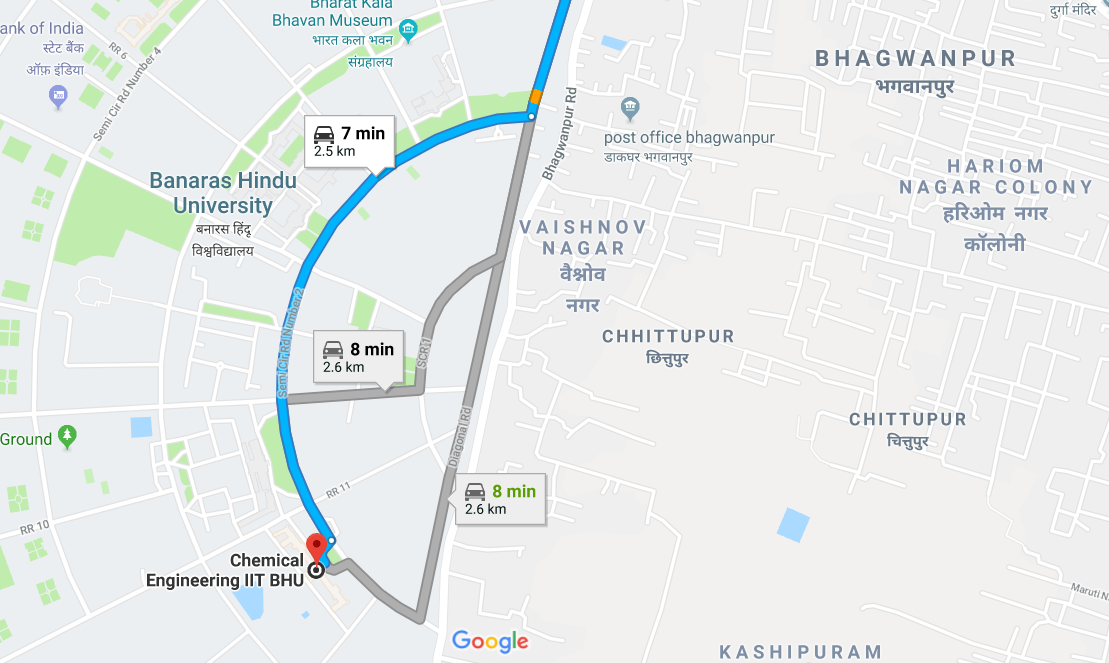 Bharat Kala
Bhavan Museum
भारत कला भवन
संग्रहालय
ank of India
स्टेट बैंक
ऑफ़ इंडिया
RR 6
Semi Cir Rd Number 4
दुर्गा मंदिर
BHAGWANPUR
भगवानपुर
Bhagwanpur Rd
post office bhagwanpur
डाकघर भगवानपुर
7 min
2.5 km
Banaras Hindu
University
बनारस हिंदू
विश्वविद्यालय
HARIOM
NAGAR COLONY
हरिओम नगर
कॉलोनी
VAISHNOV
NAGAR
वैश्नोव
नगर
Semi Cir Rd Number 2
8 min
2.6 km
SCR 1
CHHITTUPUR
छित्तुपुर
CHITTUPUR
चित्तुपुर
Ground
Diagonal Rd
RR 11
8 min
2.6 km
RR 10
Chemical
Engineering IIT BHU
Maruti N
Google
KASHIPURAM